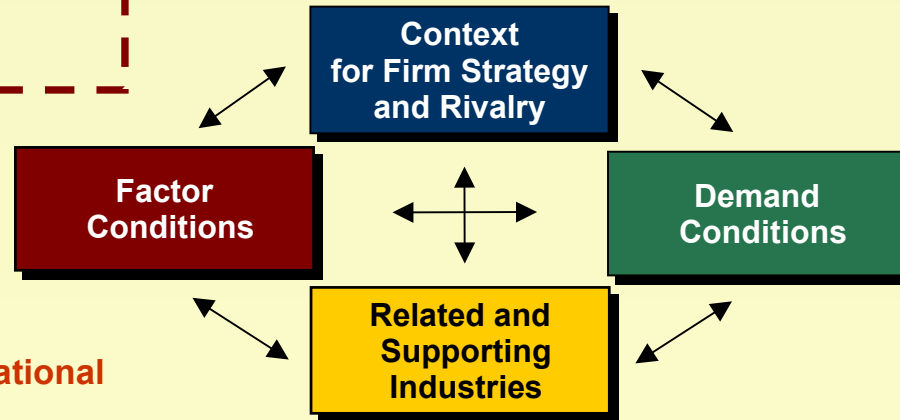 Context
for Firm Strategy
and Rivalry
Factor
Conditions
Demand
Conditions
Related and
Supporting
Industries
ational